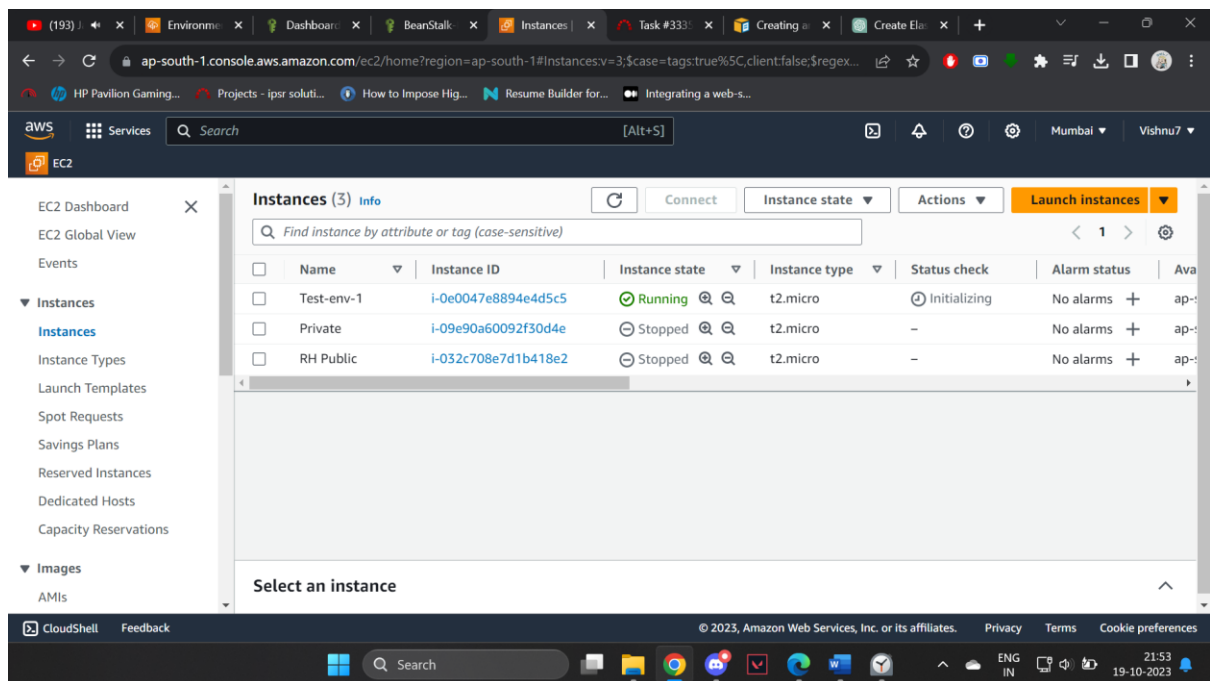 (193) J
Environme
Dashboard
BeanStalk-
Instances |
Task #3335
Creating a
Create Elas
ap-south-1.console.aws.amazon.com/ec2/home?region=ap-south-1#Instances:v=3;$case=tags:true%5C,client:false;$regex...
HP Pavilion Gaming...
Projects - ipsr soluti...
How to Impose Hig...
Resume Builder for...
Integrating a web-s...
aws
Services
Search
[Alt+S]
Mumbai
Vishnu7
EC2
EC2 Dashboard
EC2 Global View
Events
Instances
Instances
Instance Types
Launch Templates
Spot Requests
Savings Plans
Reserved Instances
Dedicated Hosts
Capacity Reservations
Images
AMIs
Instances (3) Info
Connect
Instance state
Actions
Launch instances
Find instance by attribute or tag (case-sensitive)
1
Name Instance ID Instance state Instance type Status check Alarm status Ava
Test-env-1 i-0e0047e8894e4d5c5 Running t2.micro Initializing No alarms + ap-s
Private i-09e90a60092f30d4e Stopped t2.micro – No alarms + ap-s
RH Public i-032c708e7d1b418e2 Stopped t2.micro – No alarms + ap-s
Select an instance
CloudShell Feedback
© 2023, Amazon Web Services, Inc. or its affiliates. Privacy Terms Cookie preferences
Search
ENG
IN
21:53
19-10-2023